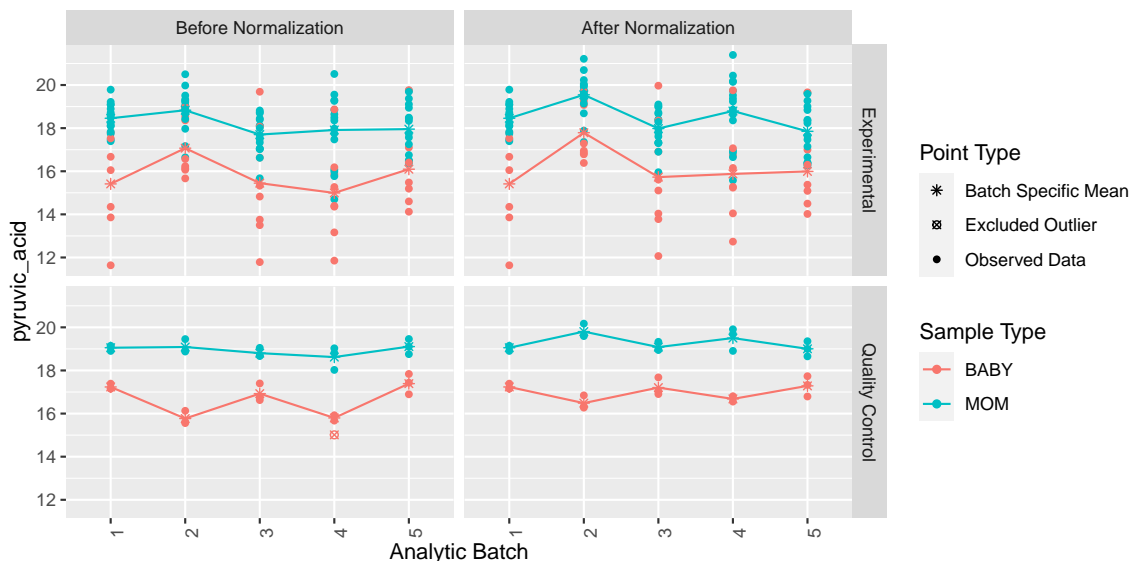 Before Normalization
After Normalization
20
18
16
14
12
Experimental
20
18
16
14
12
Quality Control
pyruvic_acid
1
2
3
4
5
1
2
3
4
5
Analytic Batch
Point Type
Batch Specific Mean
Excluded Outlier
Observed Data
Sample Type
BABY
MOM